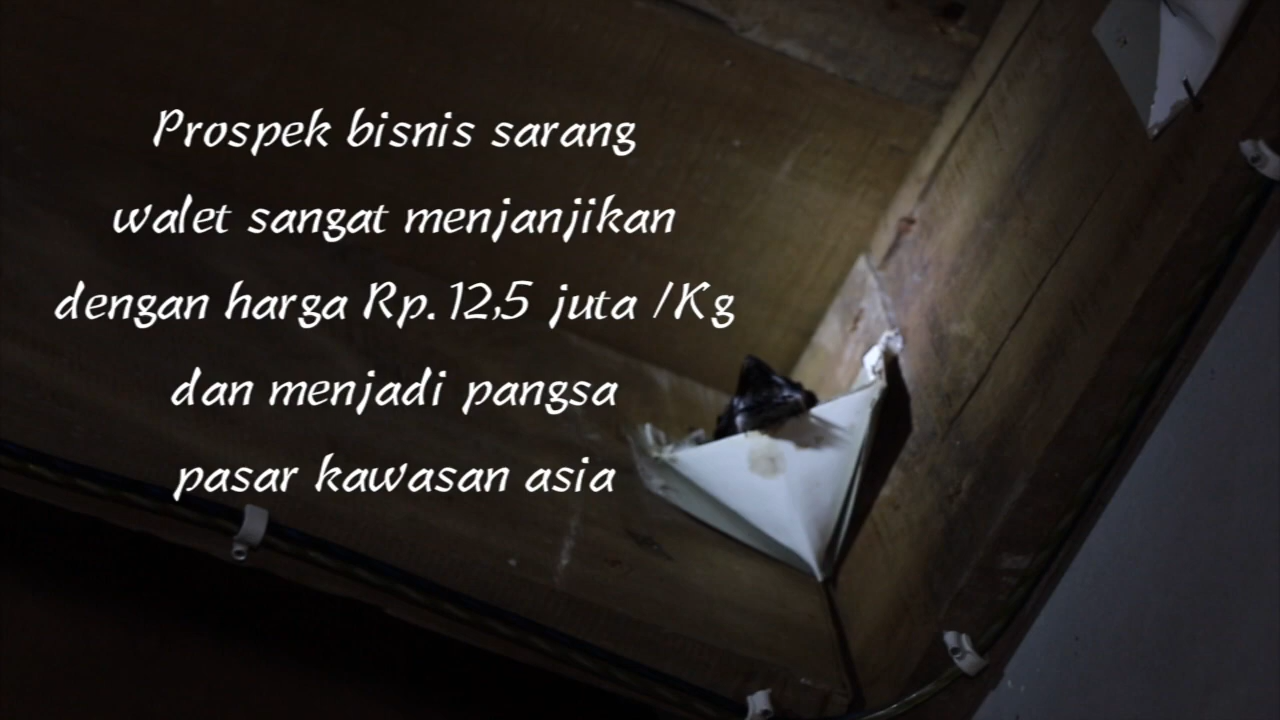 Prospek bisnis sarang
walet sangat menjanjikan
dengan harga Rp. 12,5 juta /Kg
dan menjadi pangsa
pasar kawasan asia